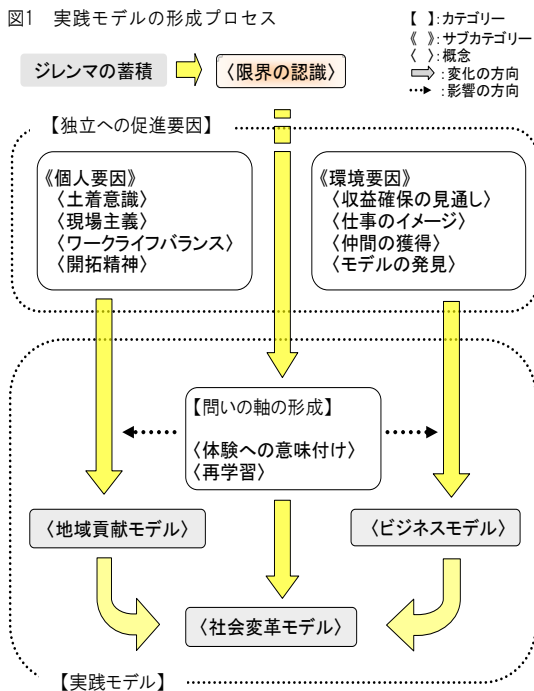 図1　実践モデルの形成プロセス
【 】：カテゴリー
《 》：サブカテゴリー
〈 〉：概念
：変化の方向
：影響の方向
ジレンマの蓄積
〈限界の認識〉
【独立への促進要因】
《個人要因》
〈土着意識〉
〈現場主義〉
〈ワークライフバランス〉
〈開拓精神〉
《環境要因》
〈収益確保の見通し〉
〈仕事のイメージ〉
〈仲間の獲得〉
〈モデルの発見〉
【問いの軸の形成】
〈体験への意味付け〉
〈再学習〉
〈地域貢献モデル〉
〈ビジネスモデル〉
〈社会変革モデル〉
【実践モデル】